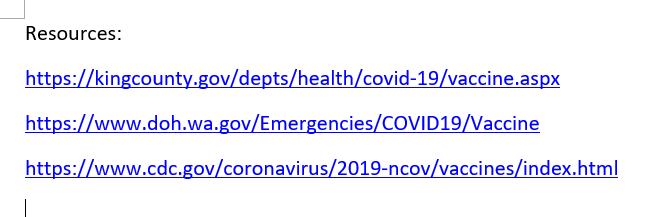 Resources:
https://kingcounty.gov/depts/health/covid-19/vaccine.aspx
https://www.doh.wa.gov/Emergencies/COVID19/Vaccine
https://www.cdc.gov/coronavirus/2019-ncov/vaccines/index.html